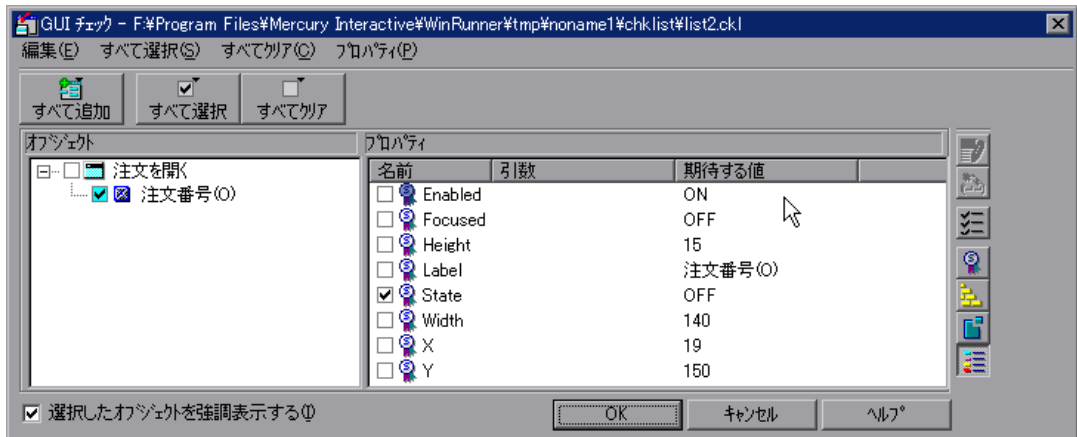 GUI ﾁｪｯｸ - F:¥Program Files¥Mercury Interactive¥WinRunner¥tmp¥noname1¥chklist¥list2.ckl
編集(E) すべて選択(S) すべてｸﾘｱ(C) ﾌﾟﾛﾊﾟﾃｨ(P)
すべて追加 すべて選択 すべてｸﾘｱ
ｵﾌﾞｼﾞｪｸﾄ
注文を開く
注文番号(O)
ﾌﾟﾛﾊﾟﾃｨ
名前 引数 期待する値
Enabled ON
Focused OFF
Height 15
Label 注文番号(O)
State OFF
Width 140
X 19
Y 150
選択したｵﾌﾞｼﾞｪｸﾄを強調表示する(I)
OK ｷｬﾝｾﾙ ﾍﾙﾌﾟ